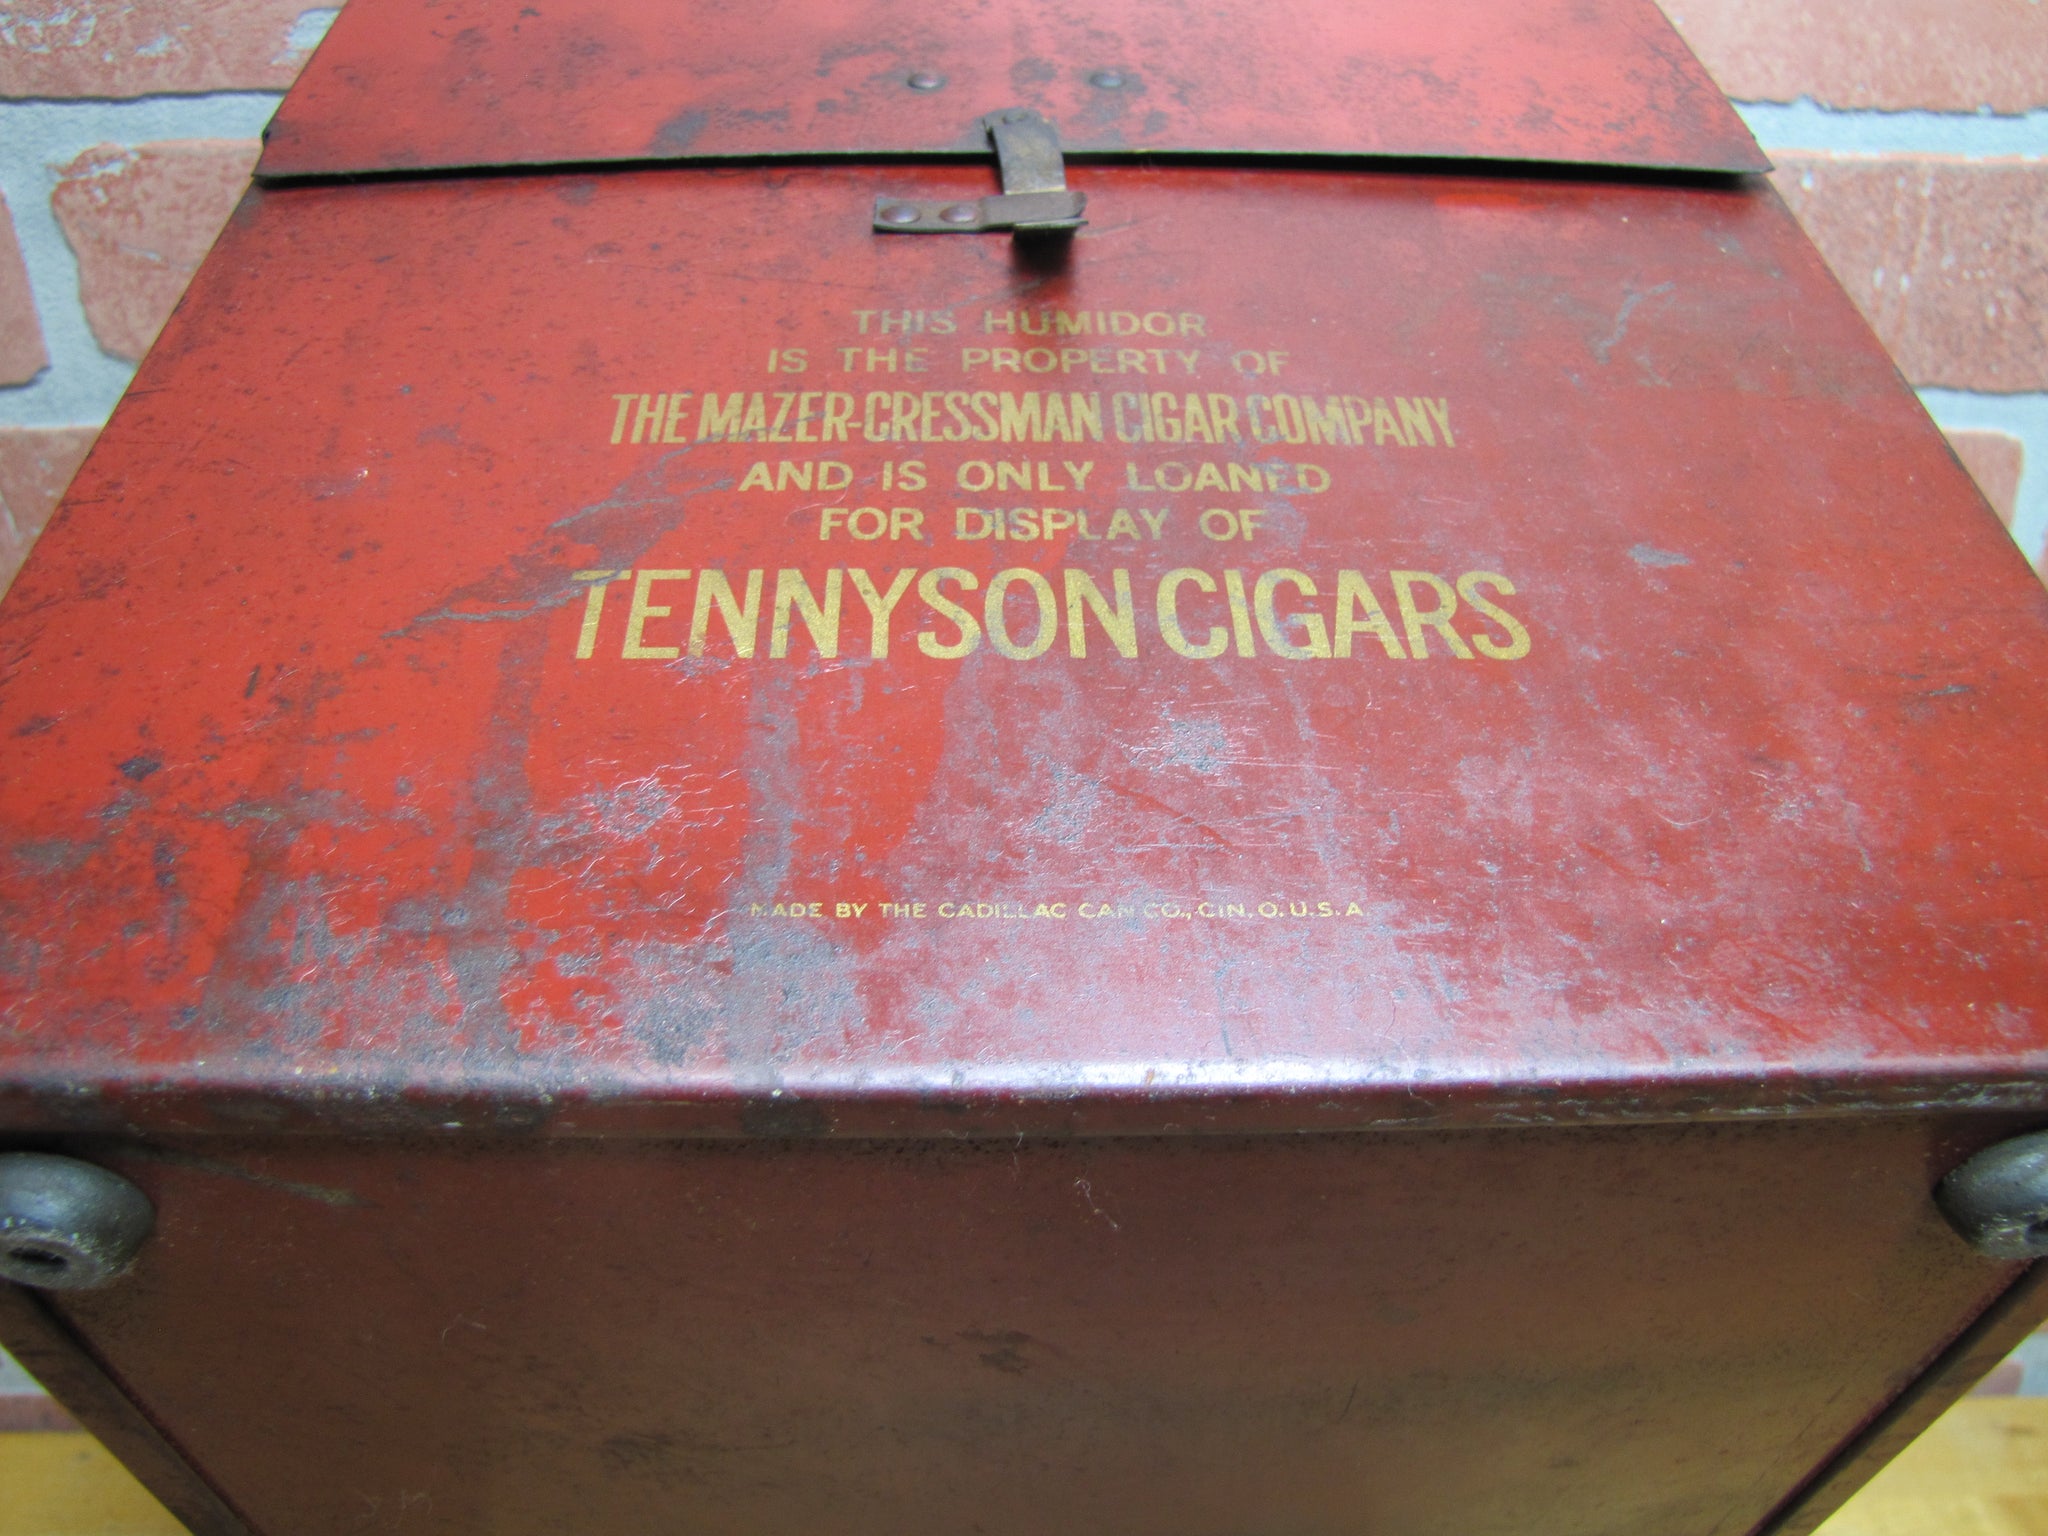 THIS HUMIDOR
IS THE PROPERTY OF
THE MAZER-CRESSMAN CIGAR COMPANY
AND IS ONLY LOANED
FOR DISPLAY OF
TENNYSON CIGARS
MADE BY THE CADILLAC CAN CO., CIN. O. U.S.A